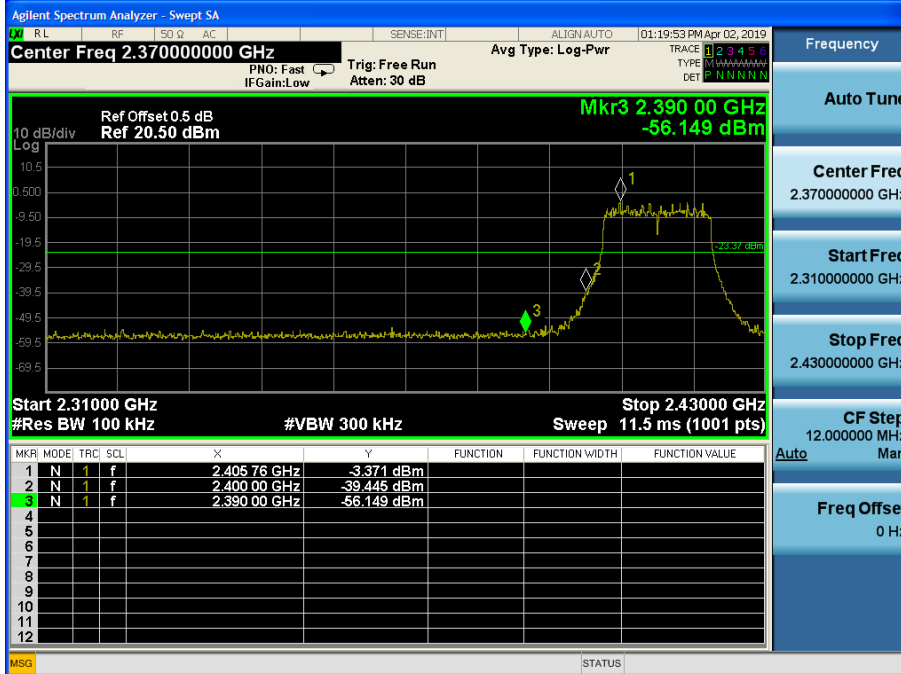 Agilent Spectrum Analyzer - Swept SA
LXI RL RF 50 Ω AC SENSE:INT ALIGNAUTO 01:19:53 PM Apr 02, 2019
Center Freq 2.370000000 GHz
PNO: Fast
IFGain:Low
Trig: Free Run
Atten: 30 dB
Avg Type: Log-Pwr
TRACE 1 2 3 4 5 6
TYPE M
DET P N N N N N
Ref Offset 0.5 dB
Mkr3 2.390 00 GHz
10 dB/div Ref 20.50 dBm -56.149 dBm
Log
10.5
0.500
-9.50
-19.5
-29.5
-39.5
-49.5
-59.5
-69.5
1
-23.37 dBm
2
3
Start 2.31000 GHz Stop 2.43000 GHz
#Res BW 100 kHz #VBW 300 kHz Sweep 11.5 ms (1001 pts)
MKR MODE TRC SCL X Y FUNCTION FUNCTION WIDTH FUNCTION VALUE
1 N 1 f 2.405 76 GHz -3.371 dBm
2 N 1 f 2.400 00 GHz -39.445 dBm
3 N 1 f 2.390 00 GHz -56.149 dBm
4
5
6
7
8
9
10
11
12
MSG STATUS
Frequency
Auto Tune
Center Freq
2.370000000 GHz
Start Freq
2.310000000 GHz
Stop Freq
2.430000000 GHz
CF Step
12.000000 MHz
Auto Man
Freq Offset
0 Hz